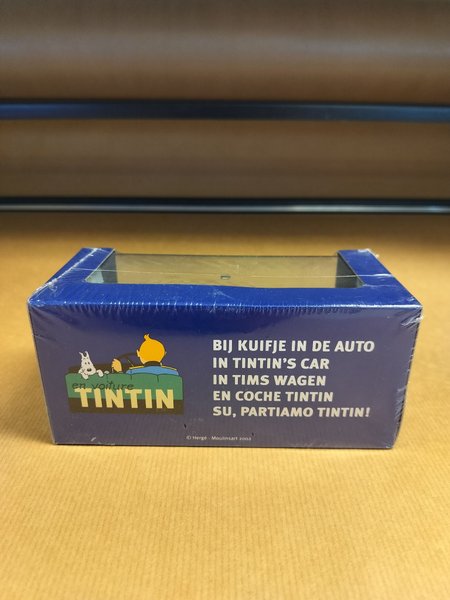 en voiture
TINTIN
BIJ KUIFJE IN DE AUTO
IN TINTIN'S CAR
IN TIMS WAGEN
EN COCHE TINTIN
SU, PARTIAMO TINTIN!
© Hergé - Moulinsart 2002